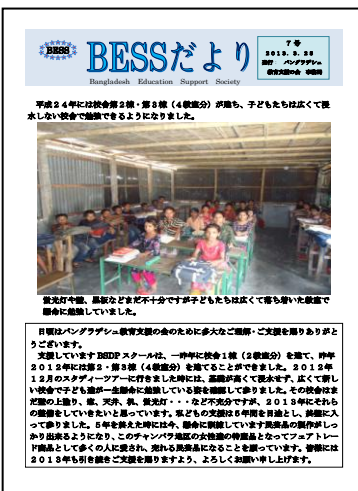 BESS
BESSだより
Bangladesh Education Support Society
7号
2013.3.25
発行: バングラデシュ
教育支援の会 事務局
平成24年には校舎第2棟・第3棟（4教室分）が建ち、子どもたちは広くて浸
水しない校舎で勉強できるようになりました。
蛍光灯や鞄、黒板などまだ不十分ですが子どもたちは広くて落ち着いた教室で
懸命に勉強していました。
日頃はバングラデシュ教育支援の会のために多大なご理解・ご支援を賜りありがと
うございます。
支援していますBSDPスクールは、一昨年に校舎1棟（2教室分）を建て、昨年
2012年には第2・第3棟（4教室分）を建てることができました。2012年
12月のスタディーツアーに行きました時には、基礎が高くて浸水せず、広くて新し
い校舎で子ども達が一生懸命に勉強している姿を確認して参りました。その校舎はま
だ壁の上塗り、窓、天井、机、蛍光灯・・・など不充分ですが、2013年にそれら
の整備をしていきたいと思っています。私どもの支援は5年間を目途とし、終盤に入
って参りました。5年を終えた時には今、懸命に訓練しています民芸品の製作がしっ
かり出来るようになり、このチャンパラ地区の女性達の特産品となってフェアトレー
ド商品として多くの人に愛され、売れる民芸品になることを願っています。皆様には
2013年も引き続きご支援を賜りますよう、よろしくお願い申し上げます。